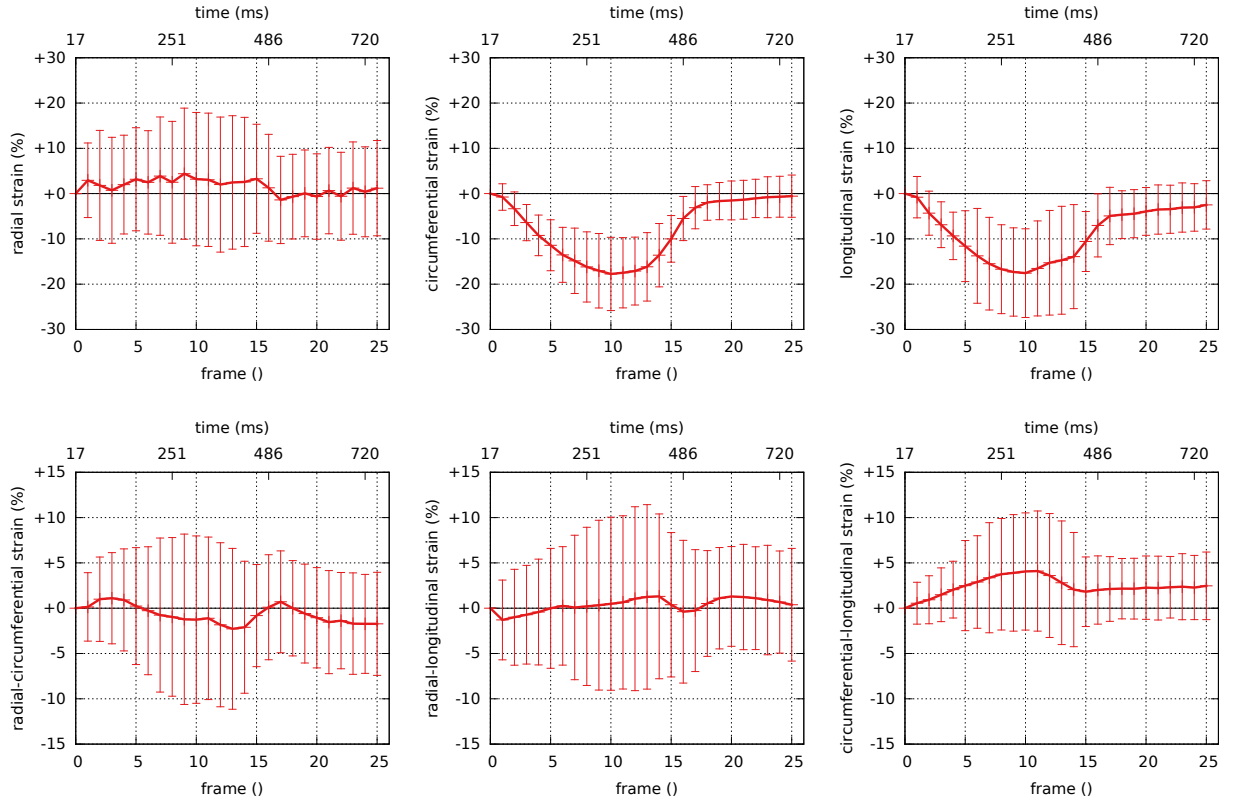 time (ms)
17 251 486 720
+30
+20
+10
+0
-10
-20
-30
radial strain (%)
0 5 10 15 20 25
frame ()
time (ms)
17 251 486 720
+30
+20
+10
+0
-10
-20
-30
circumferential strain (%)
0 5 10 15 20 25
frame ()
time (ms)
17 251 486 720
+30
+20
+10
+0
-10
-20
-30
longitudinal strain (%)
0 5 10 15 20 25
frame ()
time (ms)
17 251 486 720
+15
+10
+5
+0
-5
-10
-15
radial-circumferential strain (%)
0 5 10 15 20 25
frame ()
time (ms)
17 251 486 720
+15
+10
+5
+0
-5
-10
-15
radial-longitudinal strain (%)
0 5 10 15 20 25
frame ()
time (ms)
17 251 486 720
+15
+10
+5
+0
-5
-10
-15
circumferential-longitudinal strain (%)
0 5 10 15 20 25
frame ()